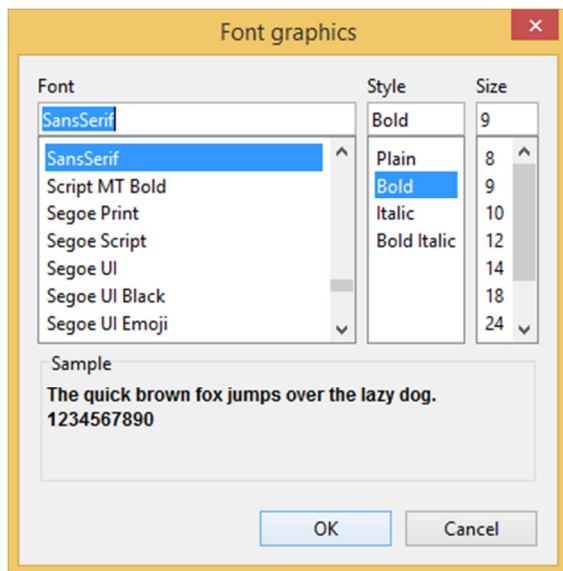 Font graphics
Font
Style
Size
SansSerif
Bold
9
SansSerif
Script MT Bold
Segoe Print
Segoe Script
Segoe UI
Segoe UI Black
Segoe UI Emoji
Plain
Bold
Italic
Bold Italic
8
9
10
12
14
18
24
Sample
The quick brown fox jumps over the lazy dog.
1234567890
OK
Cancel